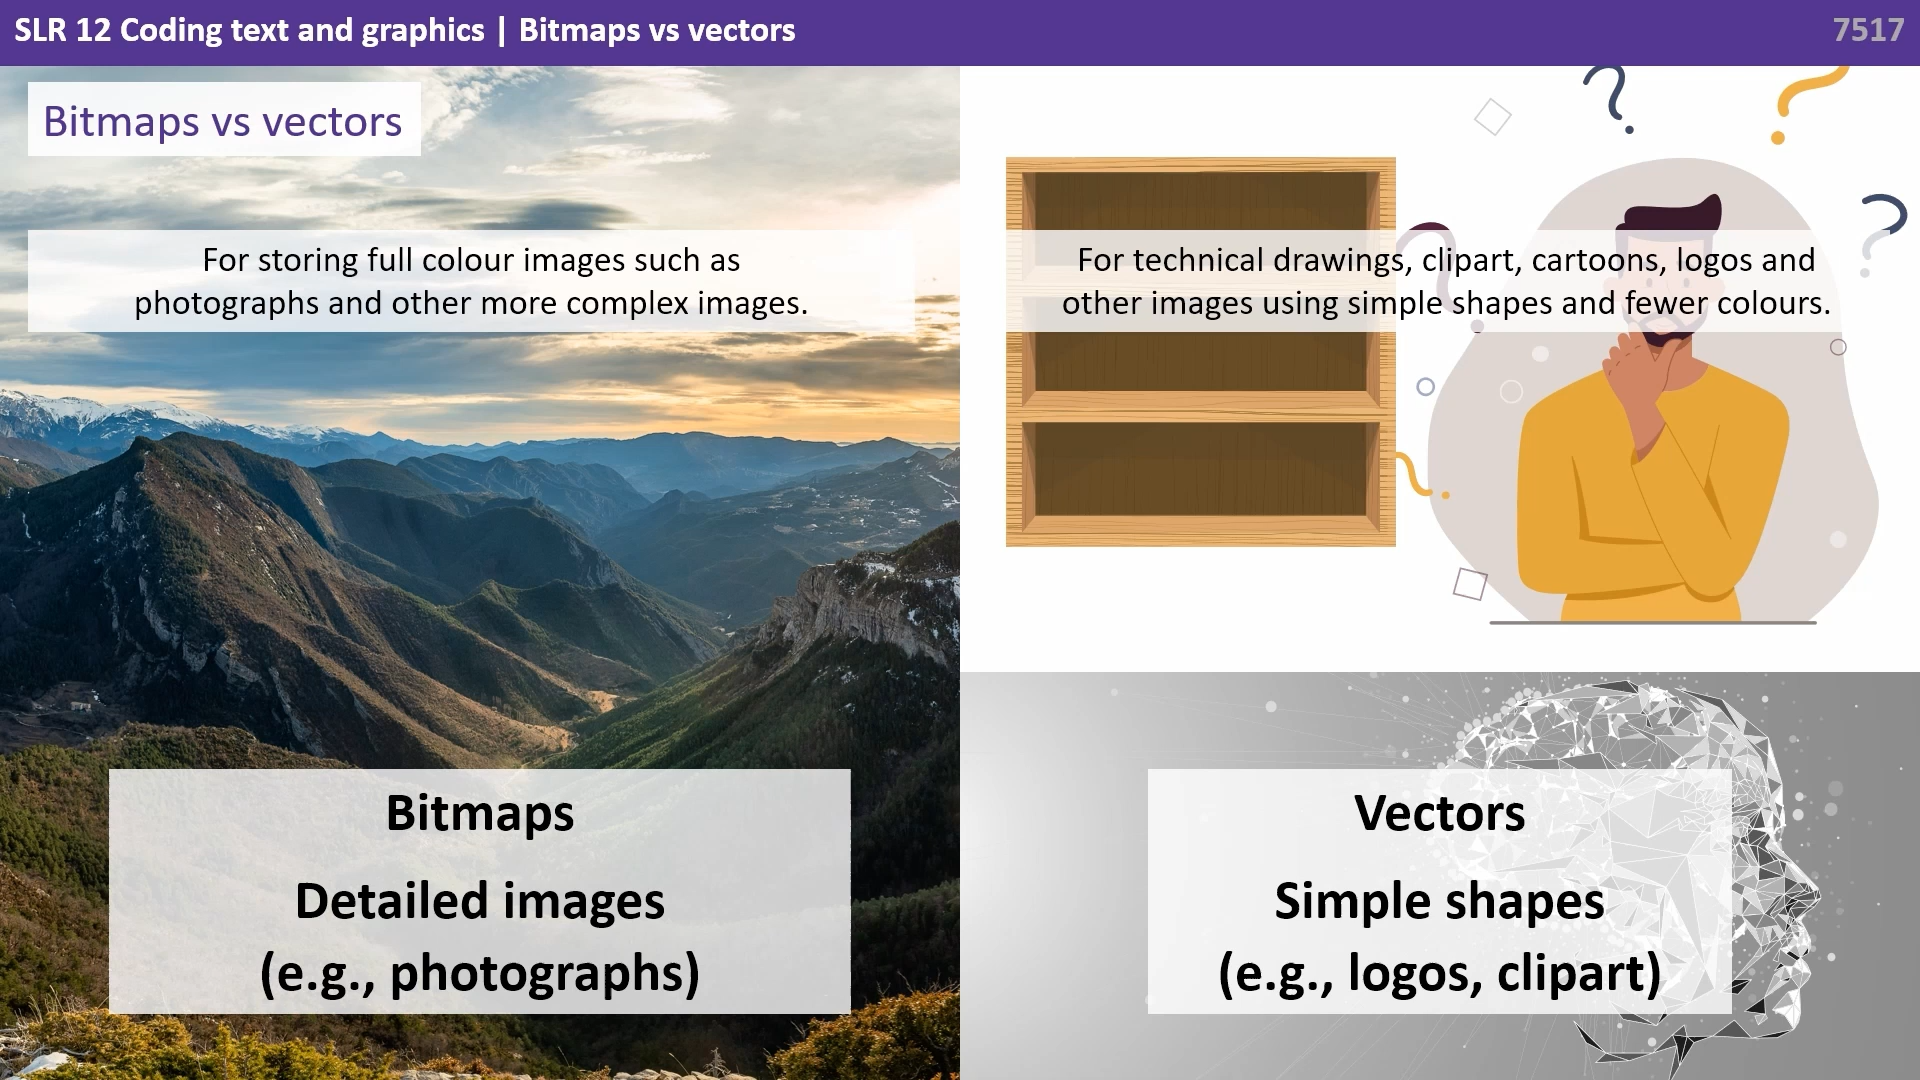 SLR 12 Coding text and graphics | Bitmaps vs vectors
7517
Bitmaps vs vectors
For storing full colour images such as
photographs and other more complex images.
For technical drawings, clipart, cartoons, logos and
other images using simple shapes and fewer colours.
Bitmaps
Detailed images
(e.g., photographs)
Vectors
Simple shapes
(e.g., logos, clipart)